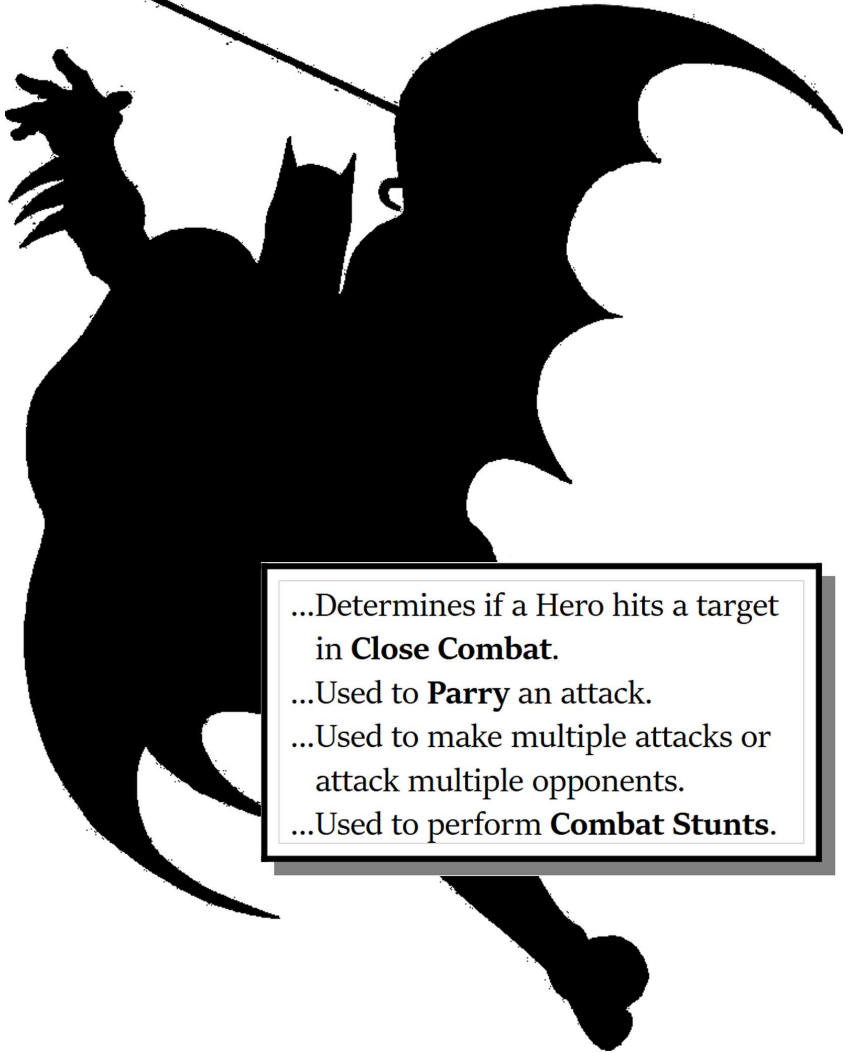 ...Determines if a Hero hits a target
in Close Combat.
...Used to Parry an attack.
...Used to make multiple attacks or
attack multiple opponents.
...Used to perform Combat Stunts.